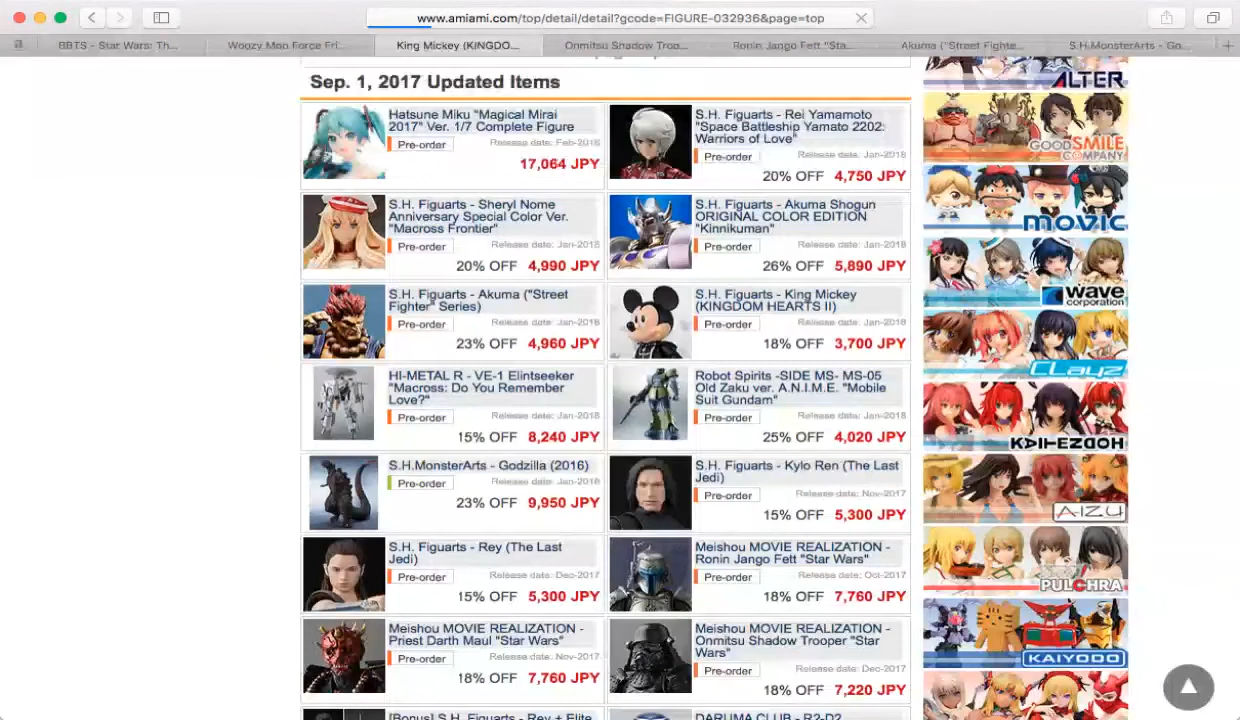 www.amiami.com/top/detail/detail?gcode=FIGURE-032936&page=top
BBTS - Star Wars: Th...
Woozy Moo Force Fri...
King Mickey (KINGDO...
Onmitsu Shadow Troo...
Ronin Jango Fett "Sta...
Akuma ("Street Fighte...
S.H.MonsterArts - Go...
Sep. 1, 2017 Updated Items
Hatsune Miku "Magical Mirai
2017" Ver. 1/7 Complete Figure
Pre-order
Release date: Feb-2018
17,064 JPY
S.H. Figuarts - Rei Yamamoto
"Space Battleship Yamato 2202:
Warriors of Love"
Pre-order
Release date: Jan-2018
20% OFF 4,750 JPY
S.H. Figuarts - Sheryl Nome
Anniversary Special Color Ver.
"Macross Frontier"
Pre-order
Release date: Jan-2018
20% OFF 4,990 JPY
S.H. Figuarts - Akuma Shogun
ORIGINAL COLOR EDITION
"Kinnikuman"
Pre-order
Release date: Jan-2018
26% OFF 5,890 JPY
S.H. Figuarts - Akuma ("Street
Fighter" Series)
Pre-order
Release date: Jan-2018
23% OFF 4,960 JPY
S.H. Figuarts - King Mickey
(KINGDOM HEARTS II)
Pre-order
Release date: Jan-2018
18% OFF 3,700 JPY
HI-METAL R - VE-1 Elintseeker
"Macross: Do You Remember
Love?"
Pre-order
Release date: Jan-2018
15% OFF 8,240 JPY
Robot Spirits -SIDE MS- MS-05
Old Zaku ver. A.N.I.M.E. "Mobile
Suit Gundam"
Pre-order
Release date: Jan-2018
25% OFF 4,020 JPY
S.H.MonsterArts - Godzilla (2016)
Pre-order
Release date: Jan-2018
23% OFF 9,950 JPY
S.H. Figuarts - Kylo Ren (The Last
Jedi)
Pre-order
Release date: Nov-2017
15% OFF 5,300 JPY
S.H. Figuarts - Rey (The Last
Jedi)
Pre-order
Release date: Dec-2017
15% OFF 5,300 JPY
Meishou MOVIE REALIZATION -
Ronin Jango Fett "Star Wars"
Pre-order
Release date: Oct-2017
18% OFF 7,760 JPY
Meishou MOVIE REALIZATION -
Priest Darth Maul "Star Wars"
Pre-order
Release date: Nov-2017
18% OFF 7,760 JPY
Meishou MOVIE REALIZATION -
Onmitsu Shadow Trooper "Star
Wars"
Pre-order
Release date: Dec-2017
18% OFF 7,220 JPY
[Bonus] S.H. Figuarts - Rey + Elite
DARUMA CLUB - R2-D2
ALTER
GOOD SMILE
COMPANY
MOVIC
wave
corporation
CLayz
AIZU
PULCHRA
KAIYODO